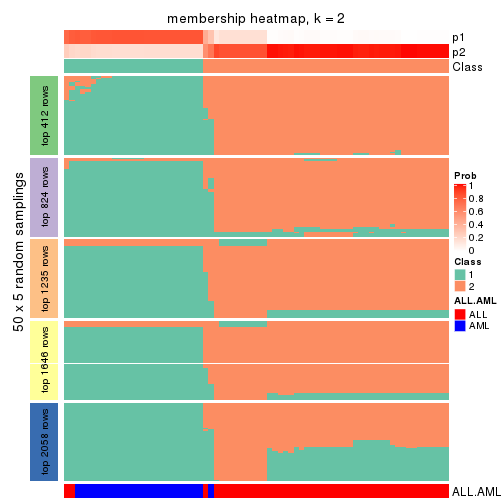 membership heatmap, k = 2
p1
p2
Class
50 x 5 random samplings
top 412 rows
top 824 rows
top 1235 rows
top 1646 rows
top 2058 rows
Prob
1
0.8
0.6
0.4
0.2
0
Class
1
2
ALL.AML
ALL
AML
ALL.AML